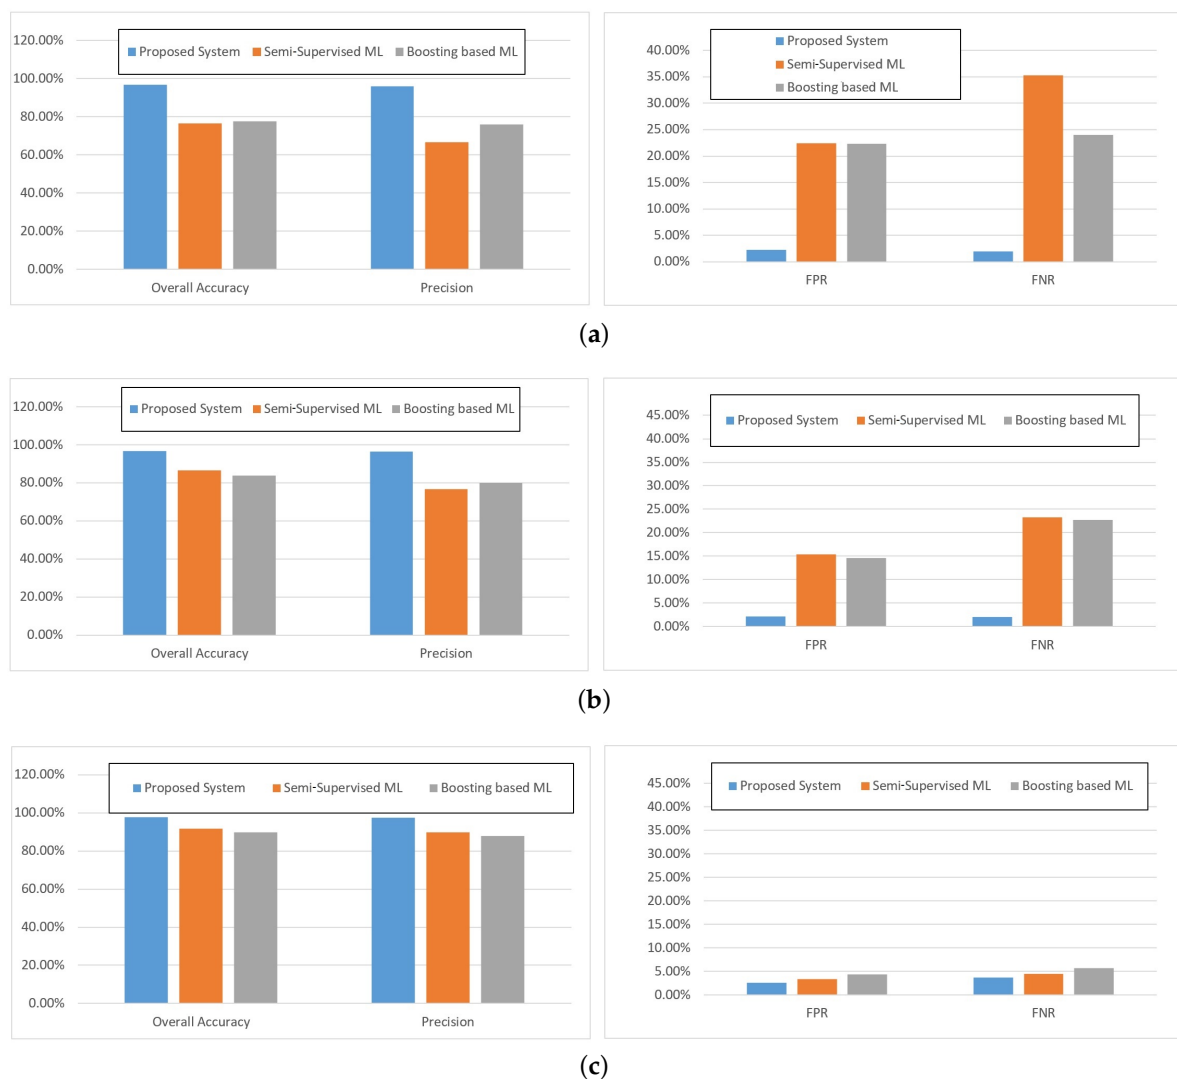 120.00%
100.00%
80.00%
60.00%
40.00%
20.00%
0.00%
Proposed System Semi-Supervised ML Boosting based ML
Overall Accuracy Precision
40.00%
35.00%
30.00%
25.00%
20.00%
15.00%
10.00%
5.00%
0.00%
Proposed System
Semi-Supervised ML
Boosting based ML
FPR FNR
(a)
120.00%
100.00%
80.00%
60.00%
40.00%
20.00%
0.00%
Proposed System Semi-Supervised ML Boosting based ML
Overall Accuracy Precision
45.00%
40.00%
35.00%
30.00%
25.00%
20.00%
15.00%
10.00%
5.00%
0.00%
Proposed System Semi-Supervised ML Boosting based ML
FPR FNR
(b)
120.00%
100.00%
80.00%
60.00%
40.00%
20.00%
0.00%
Proposed System Semi-Supervised ML Boosting based ML
Overall Accuracy Precision
45.00%
40.00%
35.00%
30.00%
25.00%
20.00%
15.00%
10.00%
5.00%
0.00%
Proposed System Semi-Supervised ML Boosting based ML
FPR FNR
(c)